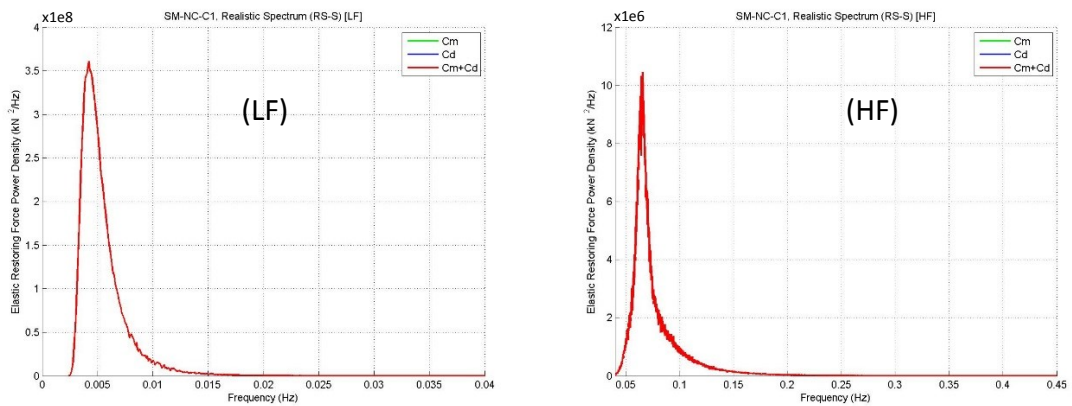 x1e8
SM-NC-C1, Realistic Spectrum (RS-S) [LF]
4
3.5
3
2.5
2
1.5
1
0.5
0
Elastic Restoring Force Power Density (kN^2/Hz)
Cm
Cd
Cm+Cd
(LF)
0 0.005 0.01 0.015 0.02 0.025 0.03 0.035 0.04
Frequency (Hz)
x1e6
SM-NC-C1, Realistic Spectrum (RS-S) [HF]
12
10
8
6
4
2
0
Elastic Restoring Force Power Density (kN^2/Hz)
Cm
Cd
Cm+Cd
(HF)
0.05 0.1 0.15 0.2 0.25 0.3 0.35 0.4 0.45
Frequency (Hz)